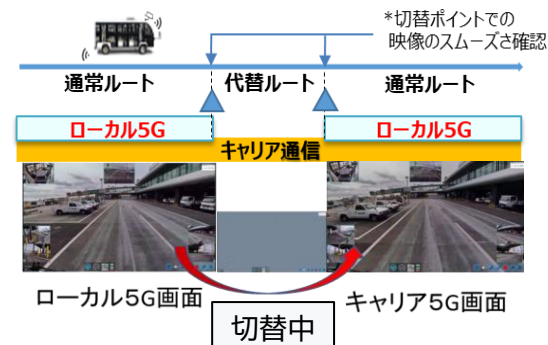 *切替ポイントでの
映像のスムーズさ確認
通常ルート
代替ルート
通常ルート
ローカル5G
ローカル5G
キャリア通信
ローカル5G画面
キャリア5G画面
切替中